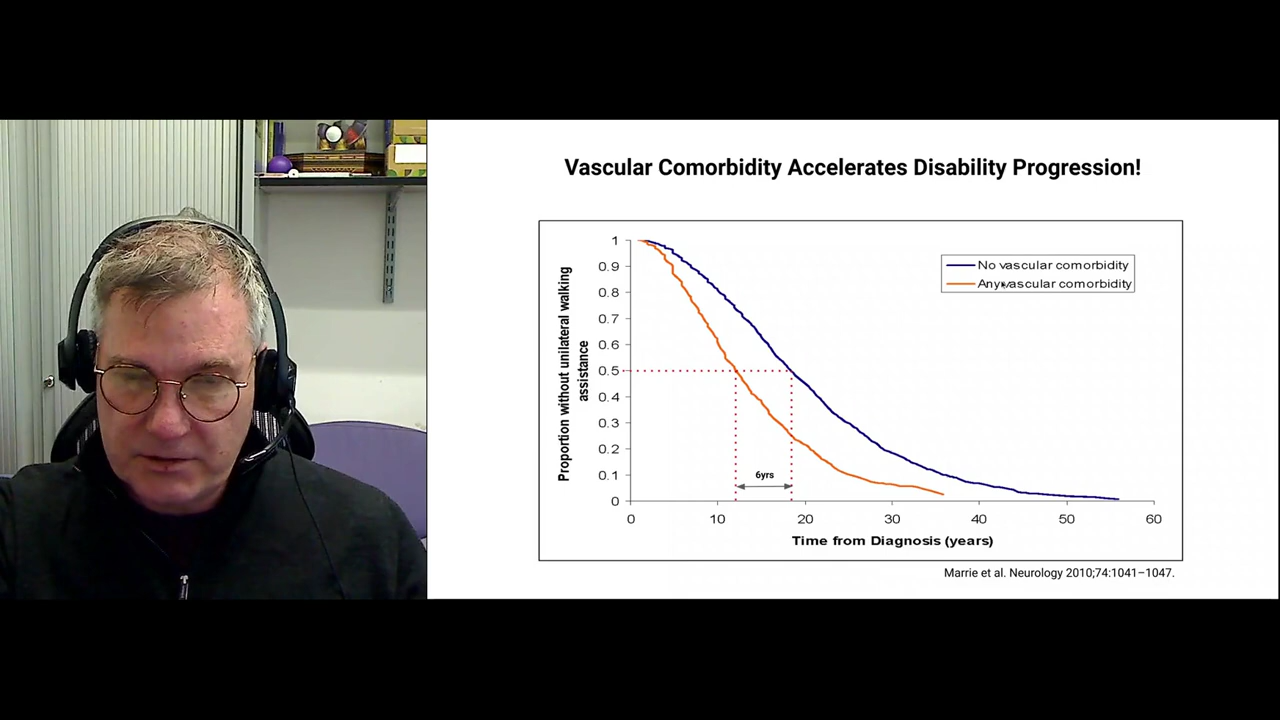 Vascular Comorbidity Accelerates Disability Progression!
Proportion without unilateral walking
assistance
1
0.9
0.8
0.7
0.6
0.5
0.4
0.3
0.2
0.1
0
No vascular comorbidity
Any vascular comorbidity
6yrs
0 10 20 30 40 50 60
Time from Diagnosis (years)
Marrie et al. Neurology 2010;74:1041–1047.